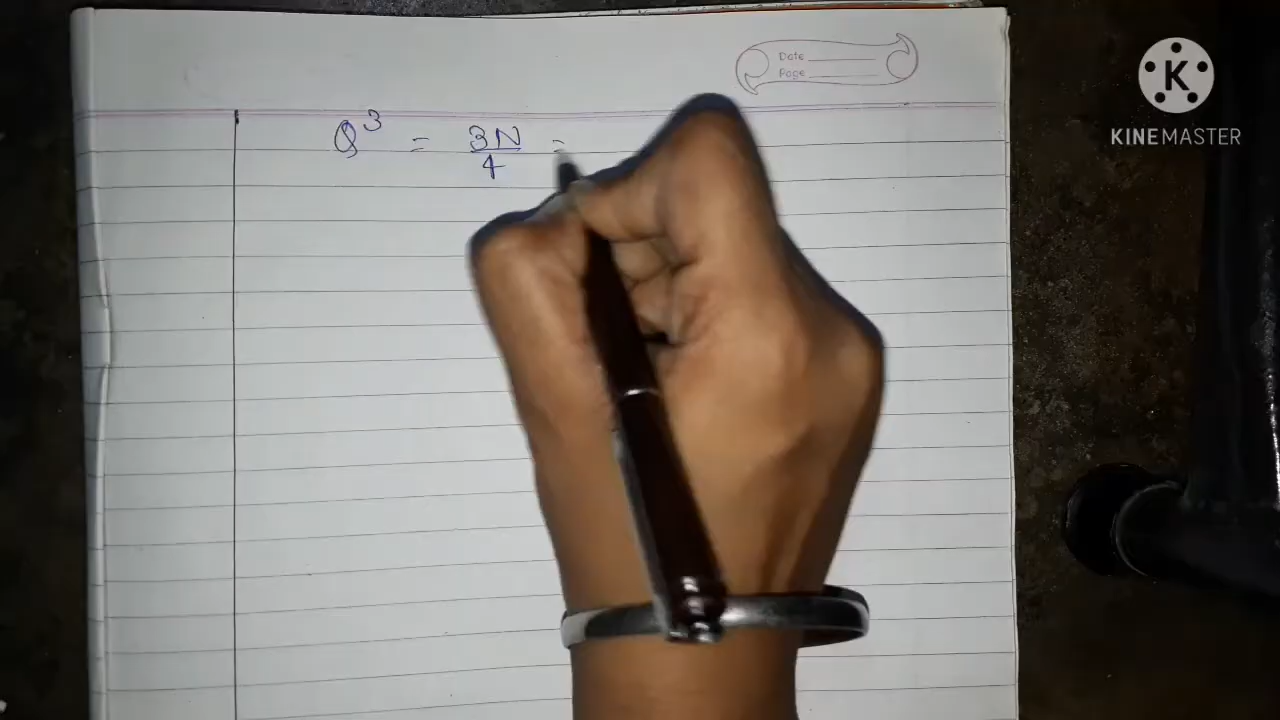 Date
Page
Q³ = 3N/4 =
KINEMASTER